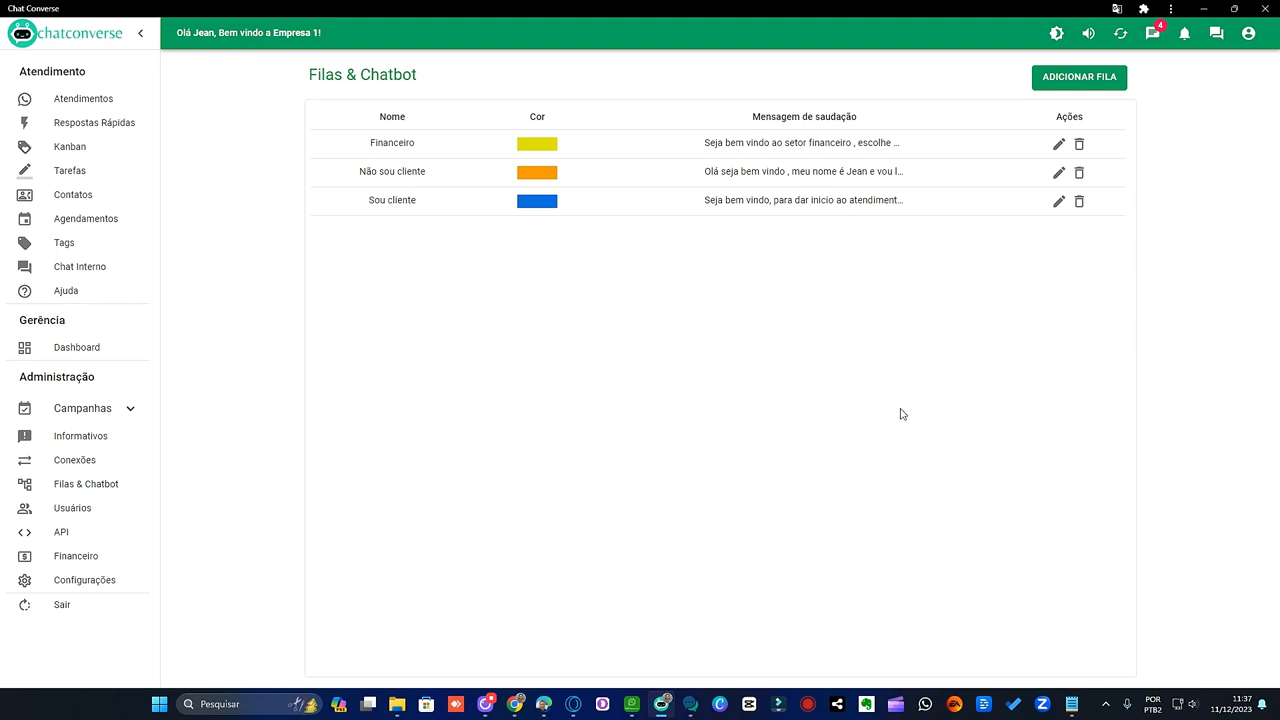 Chat Converse
chatconverse
Olá Jean, Bem vindo a Empresa 1!
4
Atendimento
Atendimentos
Respostas Rápidas
Kanban
Tarefas
Contatos
Agendamentos
Tags
Chat Interno
Ajuda
Gerência
Dashboard
Administração
Campanhas
Informativos
Conexões
Filas & Chatbot
Usuários
API
Financeiro
Configurações
Sair
Filas & Chatbot
ADICIONAR FILA
Nome Cor Mensagem de saudação Ações
Financeiro Seja bem vindo ao setor financeiro , escolhe ...
Não sou cliente Olá seja bem vindo , meu nome é Jean e vou l...
Sou cliente Seja bem vindo, para dar inicio ao atendiment...
Pesquisar
POR
PTB2
11:37
11/12/2023